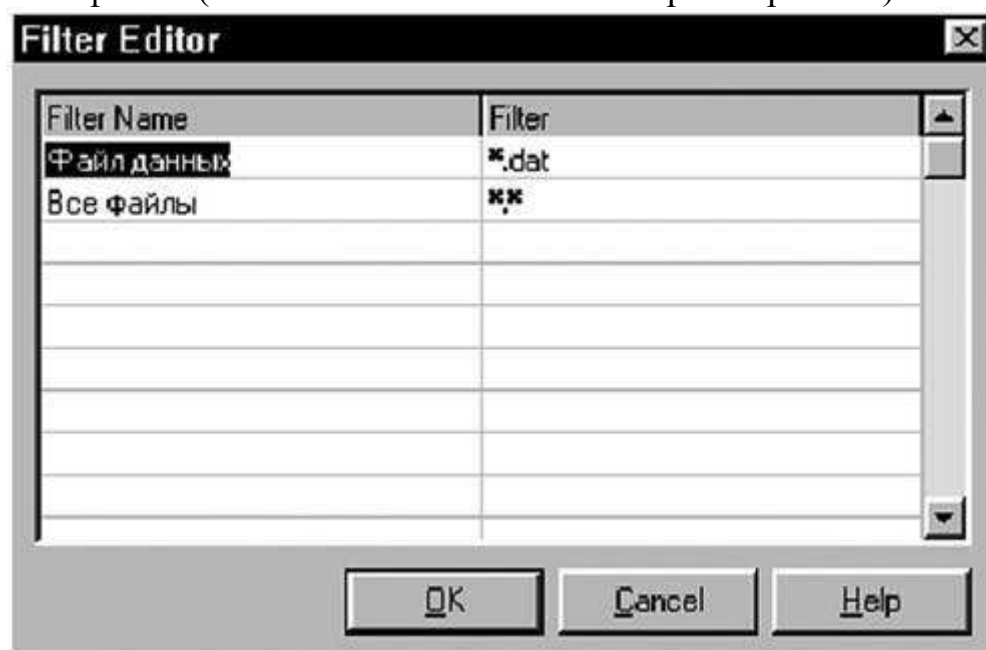 Filter Editor
Filter Name Filter
Файл данных *.dat
Все файлы *.*
OK Cancel Help